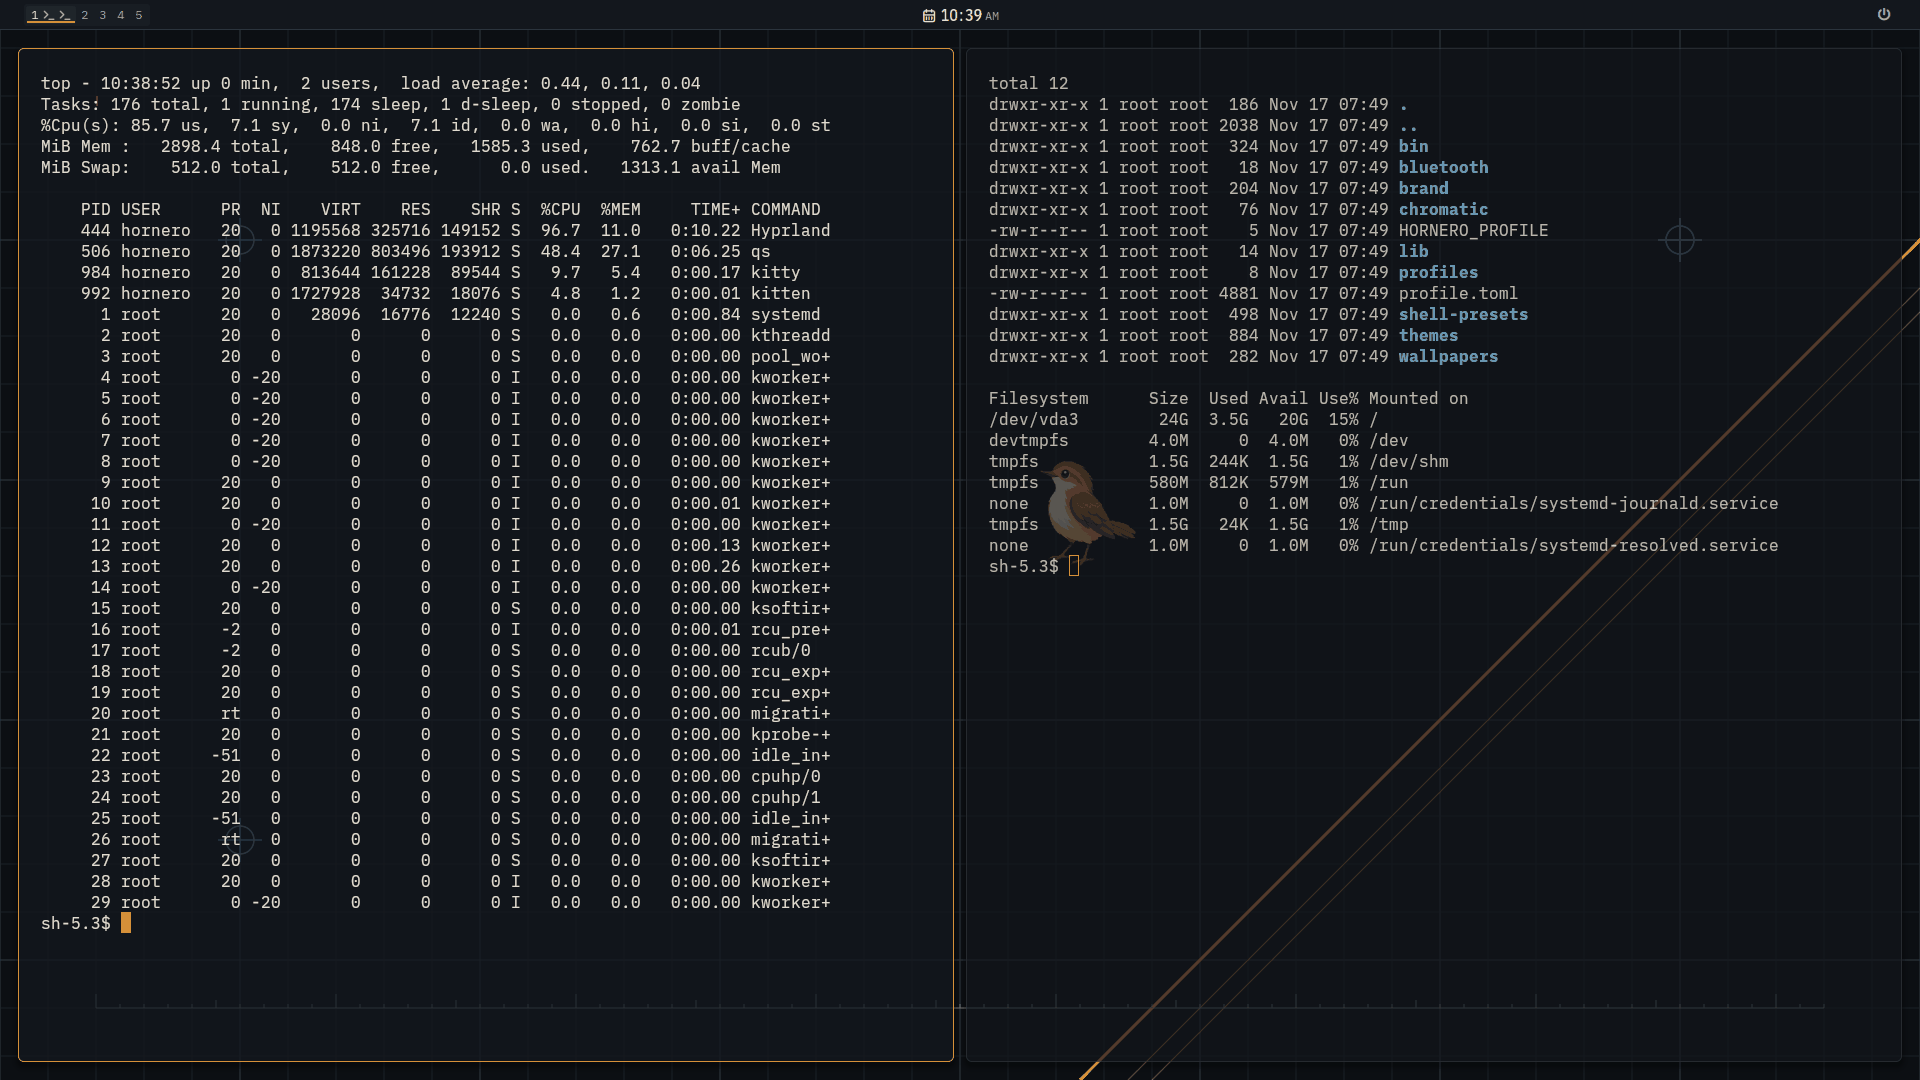 1 2 3 4 5
10:39 AM
top - 10:38:52 up 0 min,  2 users,  load average: 0.44, 0.11, 0.04
Tasks: 176 total, 1 running, 174 sleep, 1 d-sleep, 0 stopped, 0 zombie
%Cpu(s): 85.7 us,  7.1 sy,  0.0 ni,  7.1 id,  0.0 wa,  0.0 hi,  0.0 si,  0.0 st
MiB Mem :   2898.4 total,    848.0 free,   1585.3 used,    762.7 buff/cache
MiB Swap:    512.0 total,    512.0 free,      0.0 used.   1313.1 avail Mem
PID USER      PR  NI    VIRT    RES    SHR S  %CPU  %MEM     TIME+ COMMAND
444 hornero   20   0 1195568 325716 149152 S  96.7  11.0   0:10.22 Hyprland
506 hornero   20   0 1873220 803496 193912 S  48.4  27.1   0:06.25 qs
984 hornero   20   0  813644 161228  89544 S   9.7   5.4   0:00.17 kitty
992 hornero   20   0 1727928  34732  18076 S   4.8   1.2   0:00.01 kitten
1 root      20   0   28096  16776  12240 S   0.0   0.6   0:00.84 systemd
2 root      20   0       0      0      0 S   0.0   0.0   0:00.00 kthreadd
3 root      20   0       0      0      0 S   0.0   0.0   0:00.00 pool_wo+
4 root       0 -20       0      0      0 I   0.0   0.0   0:00.00 kworker+
5 root       0 -20       0      0      0 I   0.0   0.0   0:00.00 kworker+
6 root       0 -20       0      0      0 I   0.0   0.0   0:00.00 kworker+
7 root       0 -20       0      0      0 I   0.0   0.0   0:00.00 kworker+
8 root       0 -20       0      0      0 I   0.0   0.0   0:00.00 kworker+
9 root      20   0       0      0      0 I   0.0   0.0   0:00.00 kworker+
10 root      20   0       0      0      0 I   0.0   0.0   0:00.01 kworker+
11 root       0 -20       0      0      0 I   0.0   0.0   0:00.00 kworker+
12 root      20   0       0      0      0 I   0.0   0.0   0:00.13 kworker+
13 root      20   0       0      0      0 I   0.0   0.0   0:00.26 kworker+
14 root       0 -20       0      0      0 I   0.0   0.0   0:00.00 kworker+
15 root      20   0       0      0      0 S   0.0   0.0   0:00.00 ksoftir+
16 root      -2   0       0      0      0 I   0.0   0.0   0:00.01 rcu_pre+
17 root      -2   0       0      0      0 S   0.0   0.0   0:00.00 rcub/0
18 root      20   0       0      0      0 S   0.0   0.0   0:00.00 rcu_exp+
19 root      20   0       0      0      0 S   0.0   0.0   0:00.00 rcu_exp+
20 root      rt   0       0      0      0 S   0.0   0.0   0:00.00 migrati+
21 root      20   0       0      0      0 S   0.0   0.0   0:00.00 kprobe-+
22 root     -51   0       0      0      0 S   0.0   0.0   0:00.00 idle_in+
23 root      20   0       0      0      0 S   0.0   0.0   0:00.00 cpuhp/0
24 root      20   0       0      0      0 S   0.0   0.0   0:00.00 cpuhp/1
25 root     -51   0       0      0      0 S   0.0   0.0   0:00.00 idle_in+
26 root      rt   0       0      0      0 S   0.0   0.0   0:00.00 migrati+
27 root      20   0       0      0      0 S   0.0   0.0   0:00.00 ksoftir+
28 root      20   0       0      0      0 I   0.0   0.0   0:00.00 kworker+
29 root       0 -20       0      0      0 I   0.0   0.0   0:00.00 kworker+
sh-5.3$
total 12
drwxr-xr-x 1 root root  186 Nov 17 07:49 .
drwxr-xr-x 1 root root 2038 Nov 17 07:49 ..
drwxr-xr-x 1 root root  324 Nov 17 07:49 bin
drwxr-xr-x 1 root root   18 Nov 17 07:49 bluetooth
drwxr-xr-x 1 root root  204 Nov 17 07:49 brand
drwxr-xr-x 1 root root   76 Nov 17 07:49 chromatic
-rw-r--r-- 1 root root    5 Nov 17 07:49 HORNERO_PROFILE
drwxr-xr-x 1 root root   14 Nov 17 07:49 lib
drwxr-xr-x 1 root root    8 Nov 17 07:49 profiles
-rw-r--r-- 1 root root 4881 Nov 17 07:49 profile.toml
drwxr-xr-x 1 root root  498 Nov 17 07:49 shell-presets
drwxr-xr-x 1 root root  884 Nov 17 07:49 themes
drwxr-xr-x 1 root root  282 Nov 17 07:49 wallpapers
Filesystem      Size  Used Avail Use% Mounted on
/dev/vda3        24G  3.5G   20G  15% /
devtmpfs        4.0M     0  4.0M   0% /dev
tmpfs           1.5G  244K  1.5G   1% /dev/shm
tmpfs           580M  812K  579M   1% /run
none            1.0M     0  1.0M   0% /run/credentials/systemd-journald.service
tmpfs           1.5G   24K  1.5G   1% /tmp
none            1.0M     0  1.0M   0% /run/credentials/systemd-resolved.service
sh-5.3$